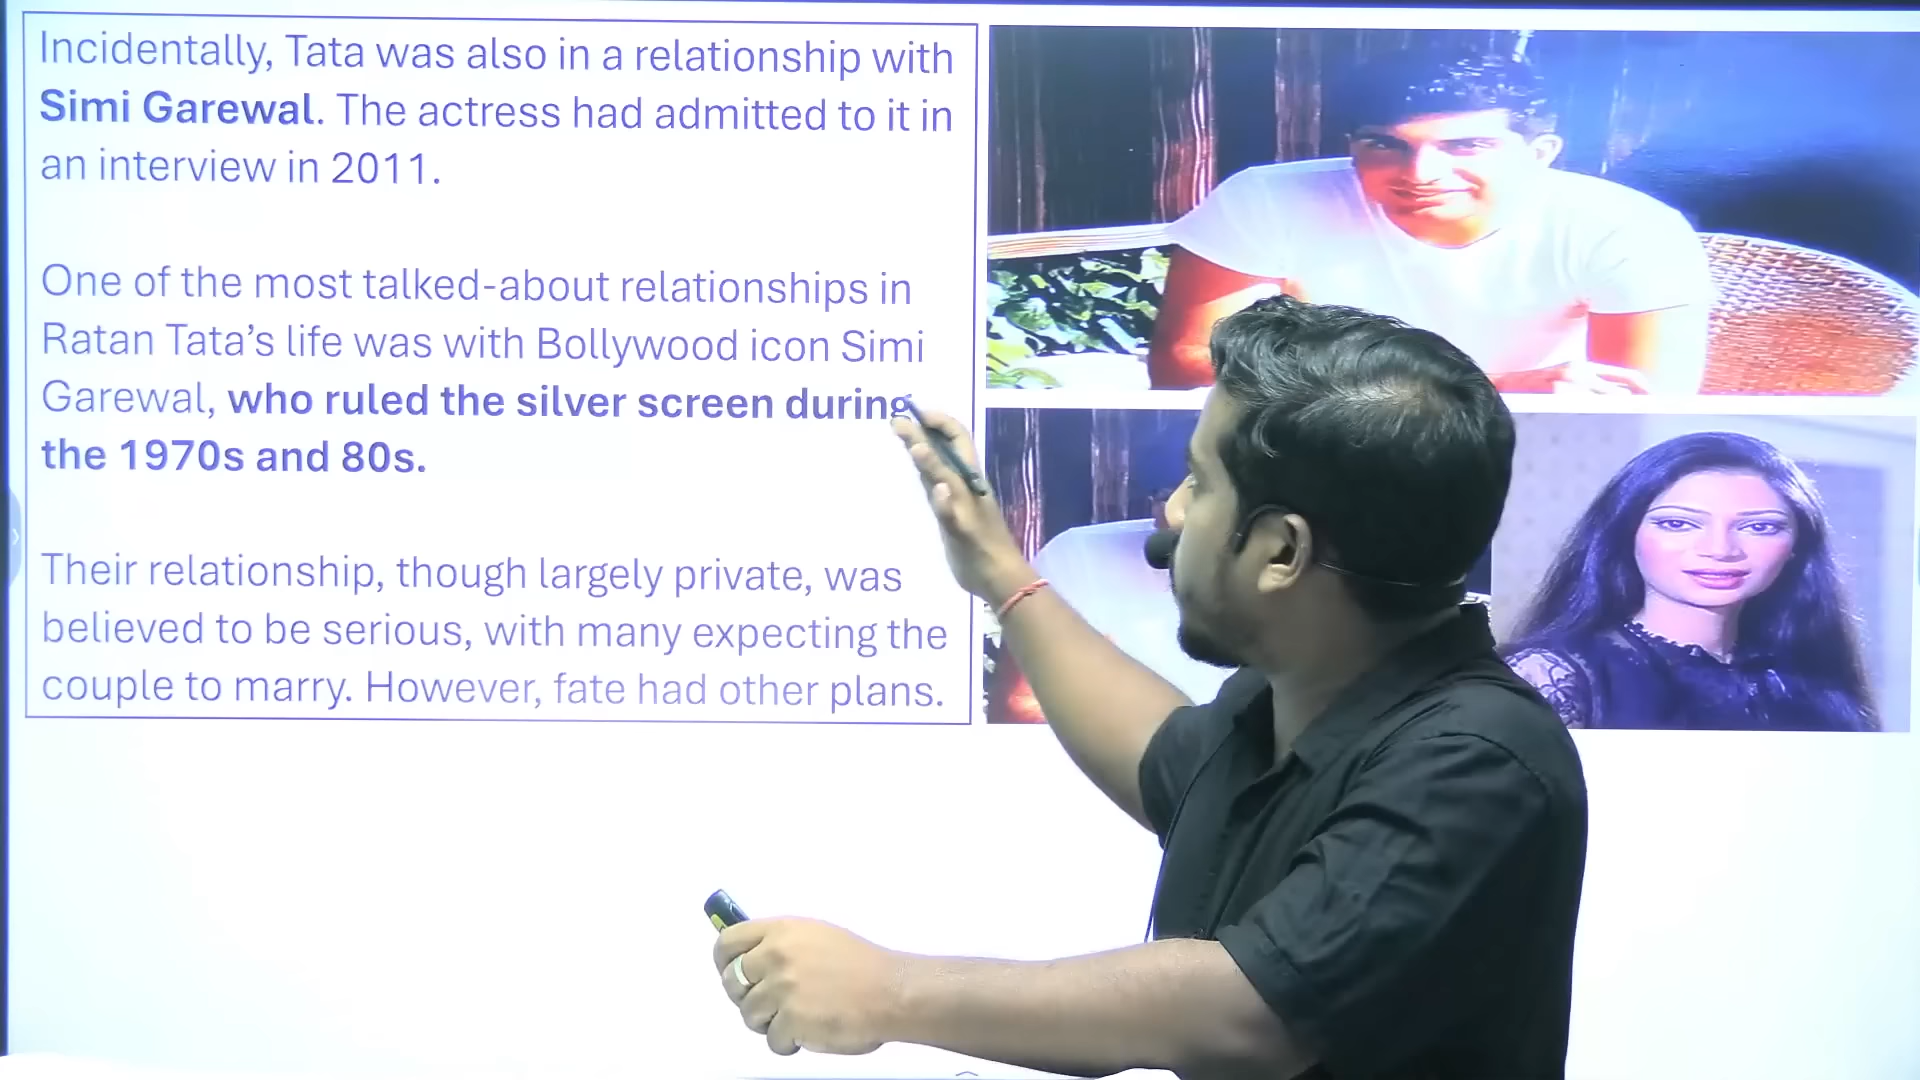 Incidentally, Tata was also in a relationship with
Simi Garewal. The actress had admitted to it in
an interview in 2011.
One of the most talked-about relationships in
Ratan Tata’s life was with Bollywood icon Simi
Garewal, who ruled the silver screen during
the 1970s and 80s.
Their relationship, though largely private, was
believed to be serious, with many expecting the
couple to marry. However, fate had other plans.